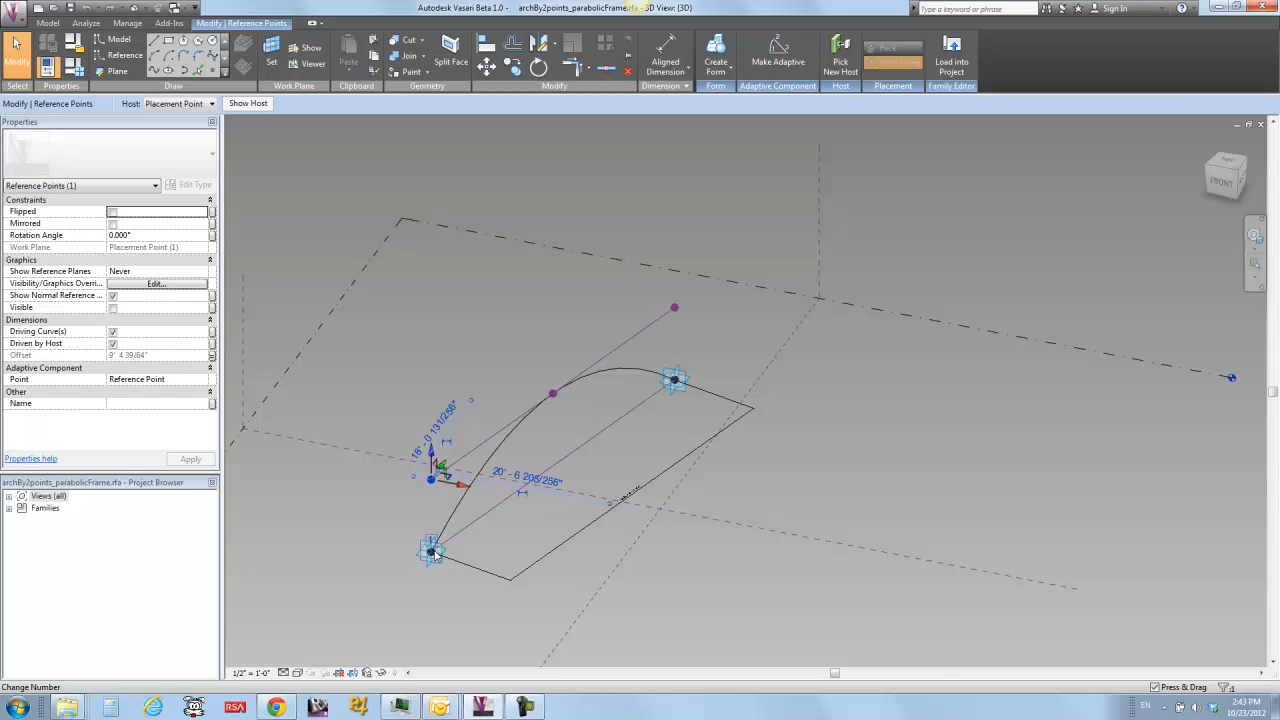 Autodesk Vasari Beta 1.0 - archBy2points_parabolicFrame.rfa - 3D View: {3D}
Type a keyword or phrase
Sign In
Model Analyze Manage Add-Ins Modify | Reference Points
Modify
Model
Reference
Plane
Set
Show
Viewer
Paste
Cut
Join
Paint
Split Face
Aligned Dimension
Create Form
Make Adaptive
Pick New Host
Load into Project
Select Properties Draw Work Plane Clipboard Geometry Modify Dimension Form Adaptive Component Host Placement Family Editor
Modify | Reference Points Host: Placement Point Show Host
Properties
Reference Points (1) Edit Type
Constraints
Flipped
Mirrored
Rotation Angle 0.000°
Work Plane Placement Point (1)
Graphics
Show Reference Planes Never
Visibility/Graphics Overri... Edit...
Show Normal Reference ...
Visible
Dimensions
Driving Curve(s)
Driven by Host
Offset 9' 4 39/64"
Adaptive Component
Point Reference Point
Other
Name
Properties help Apply
archBy2points_parabolicFrame.rfa - Project Browser
Views (all)
Families
TOP
FRONT
18' - 0 131/256"
20' - 6 205/256"
1
1/2" = 1'-0"
Change Number
Press & Drag
:1
RSA
EN
2:43 PM
10/23/2012